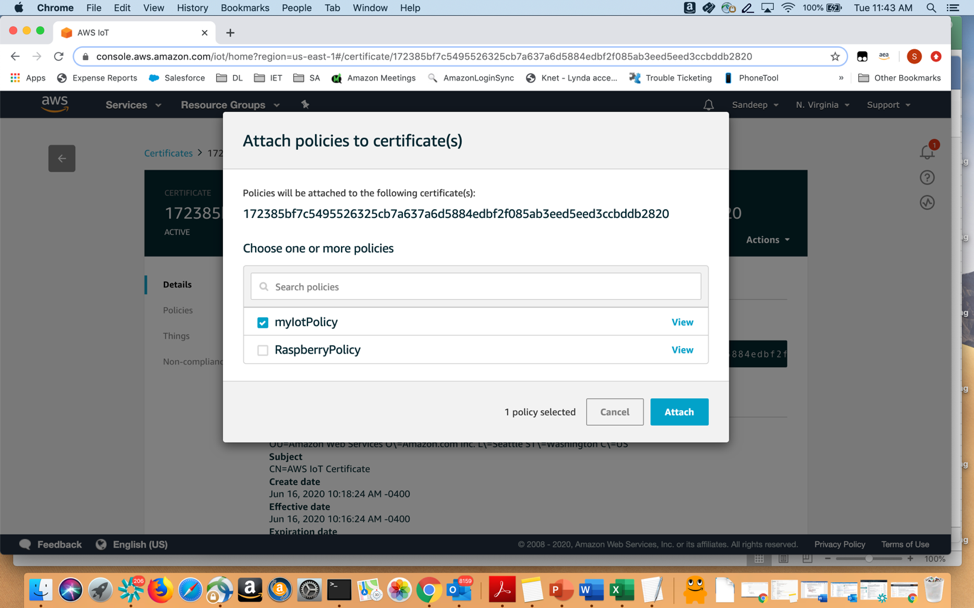 Chrome File Edit View History Bookmarks People Tab Window Help 100% Tue 11:43 AM
AWS IoT
console.aws.amazon.com/iot/home?region=us-east-1#/certificate/172385bf7c5495526325cb7a637a6d5884edbf2f085ab3eed5eed3ccbddb2820
Apps Expense Reports Salesforce DL IET SA Amazon Meetings AmazonLoginSync Knet - Lynda acce... Trouble Ticketing PhoneTool » Other Bookmarks
aws Services Resource Groups Sandeep N. Virginia Support
Attach policies to certificate(s)
Certificates > 172
1
Policies will be attached to the following certificate(s):
CERTIFICATE
172385bf7c5495526325cb7a637a6d5884edbf2f085ab3eed5eed3ccbddb2820
172385
20
ACTIVE
Actions
Choose one or more policies
Details
Search policies
Policies
myIotPolicy View
Things
RaspberryPolicy View
884edbf2f
Non-complianc
1 policy selected Cancel Attach
OU=Amazon Web Services O\=Amazon.com Inc. L\=Seattle ST\=Washington C\=US
Subject
CN=AWS IoT Certificate
Create date
Jun 16, 2020 10:18:24 AM -0400
Effective date
Jun 16, 2020 10:16:24 AM -0400
Expiration date
Feedback English (US) © 2008 - 2020, Amazon Web Services, Inc. or its affiliates. All rights reserved. Privacy Policy Terms of Use
100%
206
8159